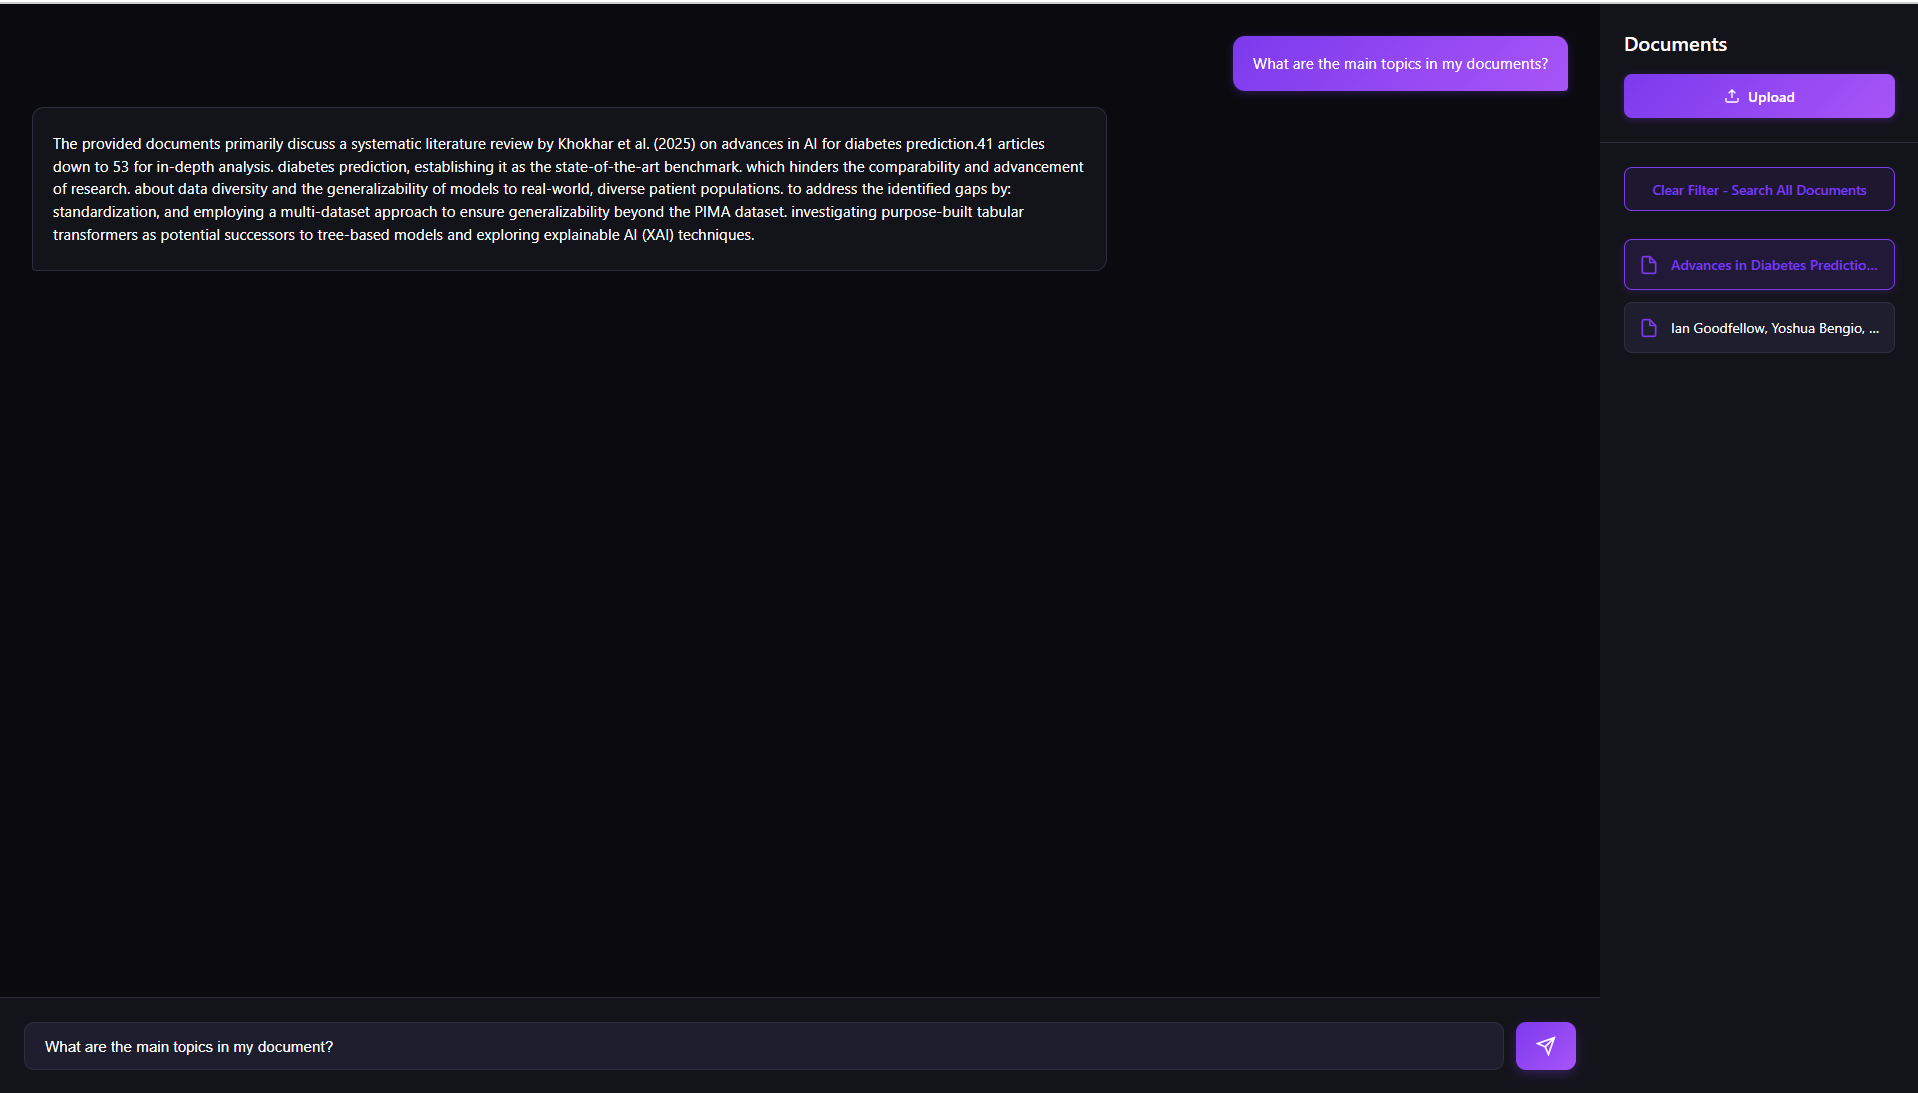 What are the main topics in my documents?
The provided documents primarily discuss a systematic literature review by Khokhar et al. (2025) on advances in AI for diabetes prediction.41 articles
down to 53 for in-depth analysis. diabetes prediction, establishing it as the state-of-the-art benchmark. which hinders the comparability and advancement
of research. about data diversity and the generalizability of models to real-world, diverse patient populations. to address the identified gaps by:
standardization, and employing a multi-dataset approach to ensure generalizability beyond the PIMA dataset. investigating purpose-built tabular
transformers as potential successors to tree-based models and exploring explainable AI (XAI) techniques.
What are the main topics in my document?
Documents
Upload
Clear Filter - Search All Documents
Advances in Diabetes Predictio...
Ian Goodfellow, Yoshua Bengio, ...